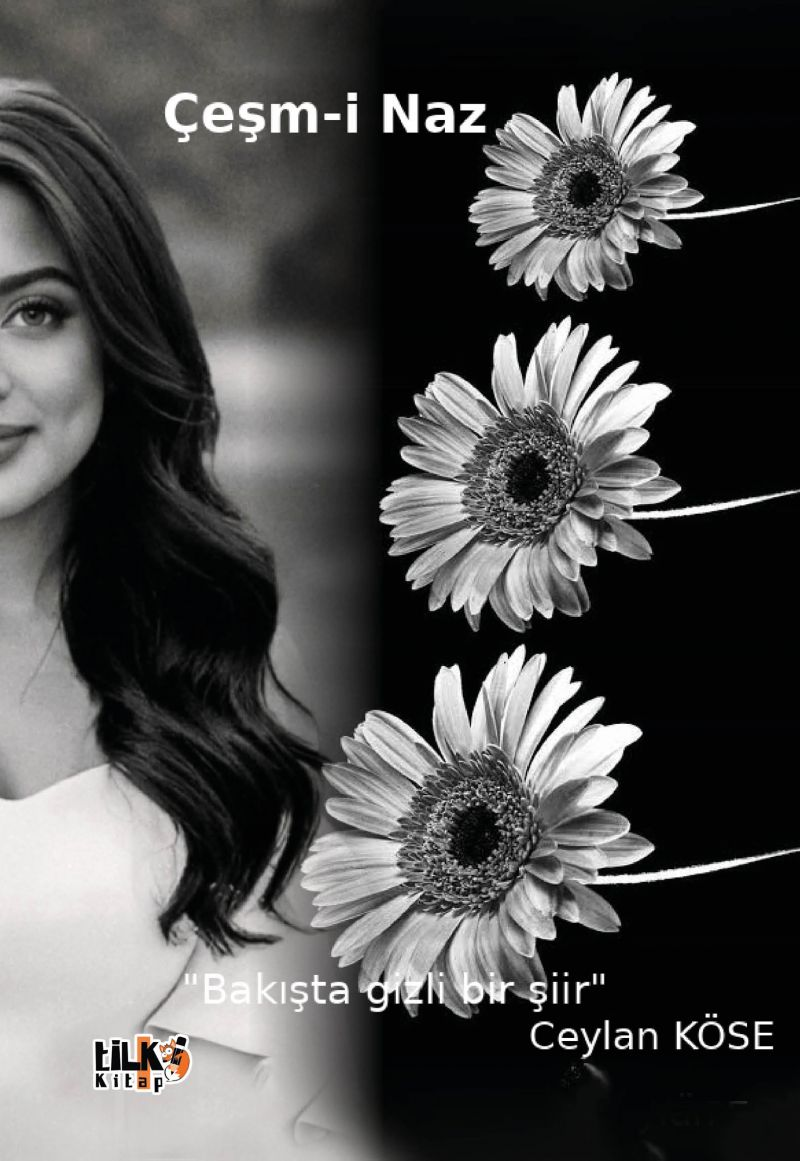 Çeşm-i Naz
"Bakışta gizli bir şiir"
Ceylan KÖSE
tiLKi
Kitap